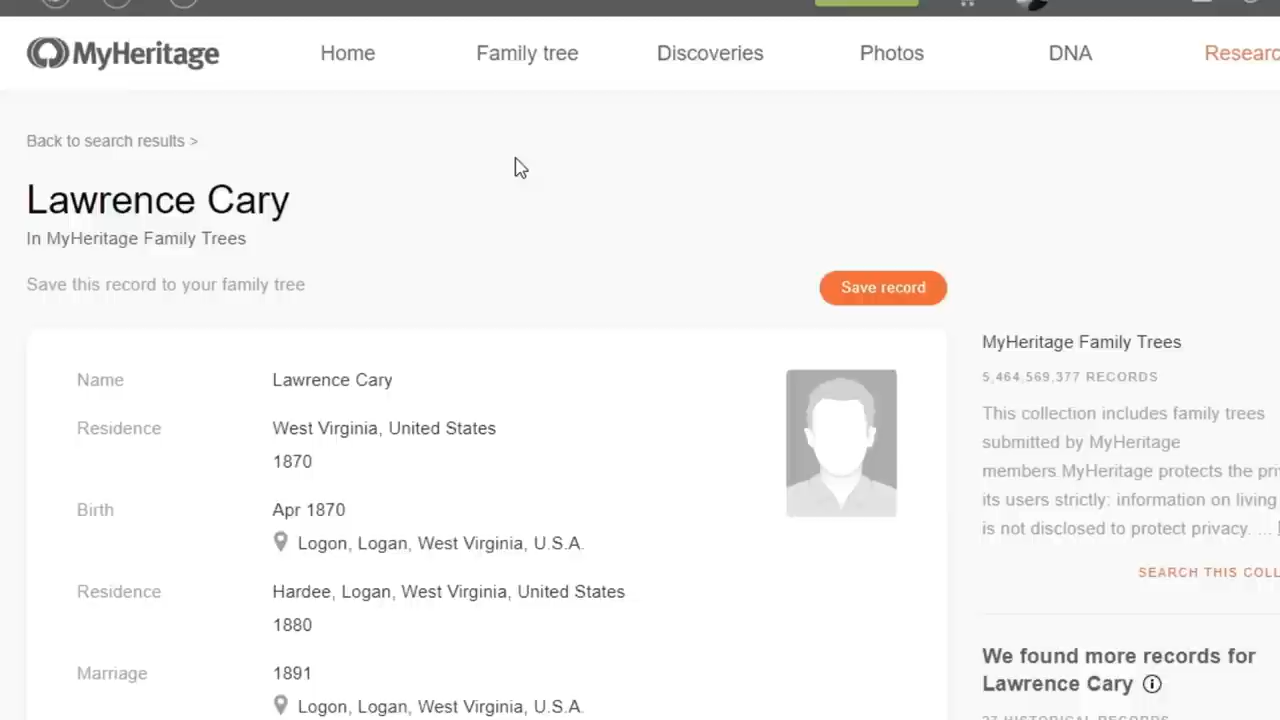 MyHeritage Home Family tree Discoveries Photos DNA Researc
Back to search results >
Lawrence Cary
In MyHeritage Family Trees
Save this record to your family tree
Save record
Name Lawrence Cary
Residence West Virginia, United States
1870
Birth Apr 1870
Logon, Logan, West Virginia, U.S.A.
Residence Hardee, Logan, West Virginia, United States
1880
Marriage 1891
Logon, Logan, West Virginia, U.S.A.
MyHeritage Family Trees
5,464,569,377 RECORDS
This collection includes family trees
submitted by MyHeritage
members.MyHeritage protects the pri
its users strictly: information on living
is not disclosed to protect privacy. ...
SEARCH THIS COLL
We found more records for
Lawrence Cary
27 HISTORICAL RECORDS